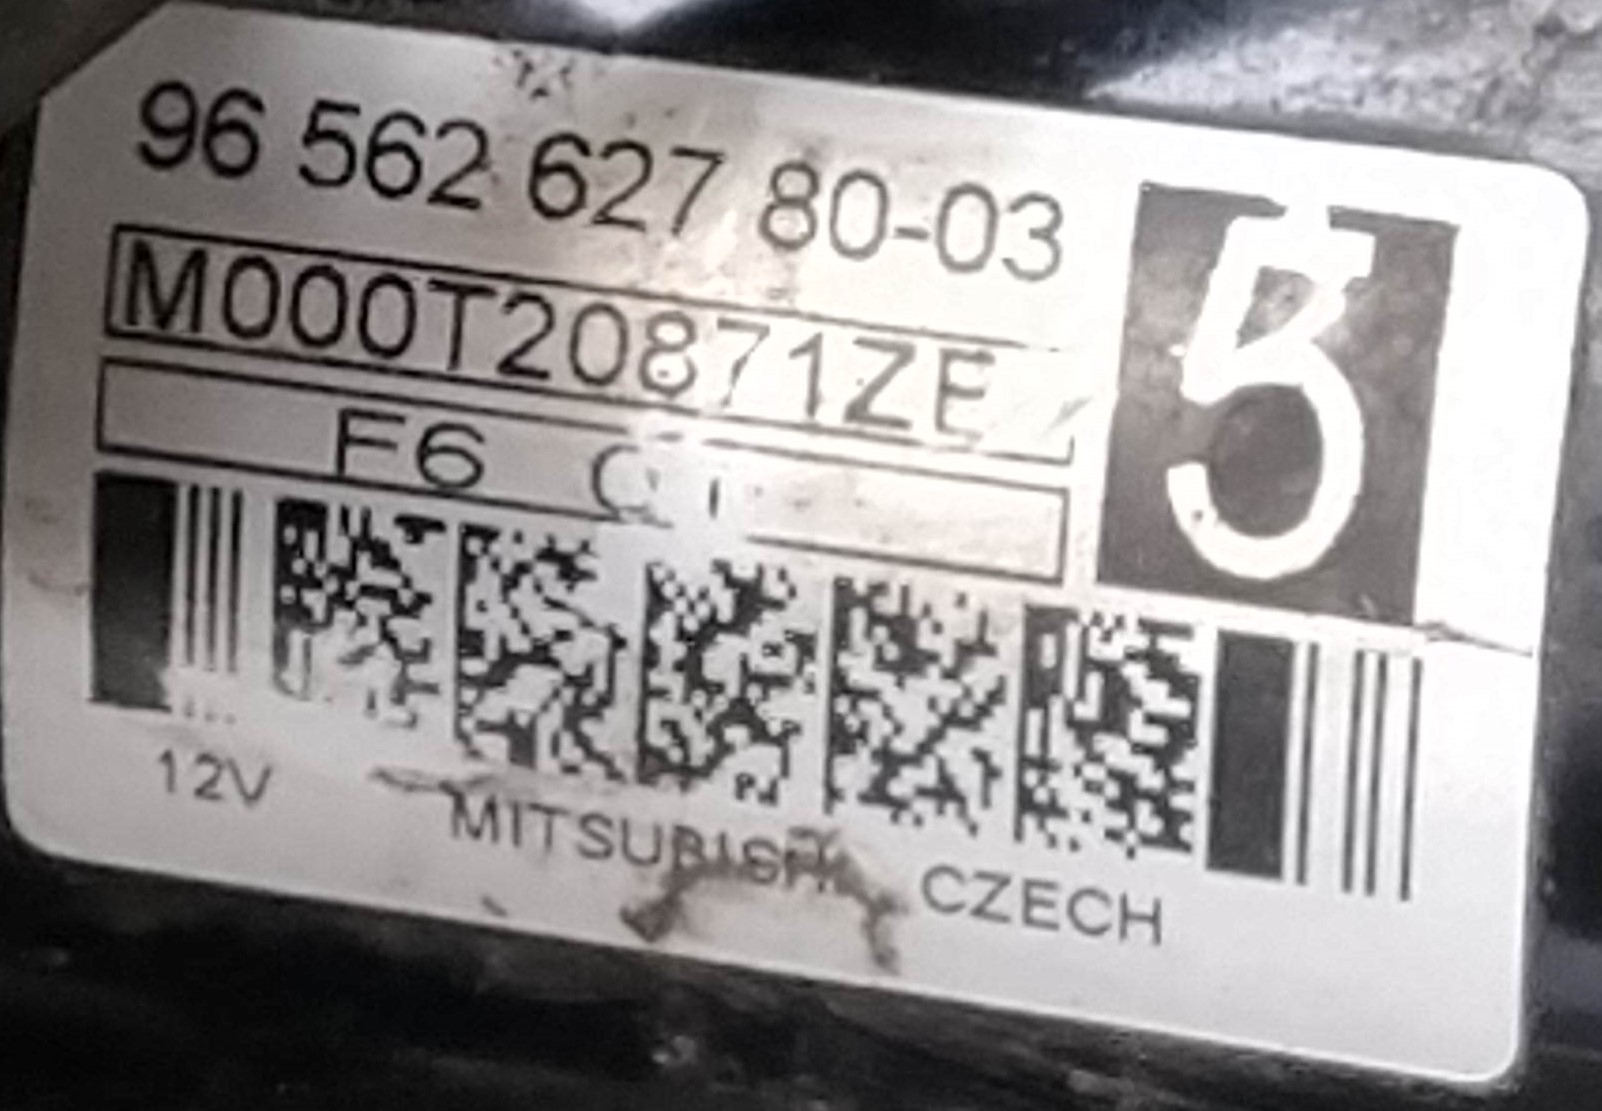 96 562 627 80-03
5
M000T20871ZE
F6
12V MITSUBISHI CZECH